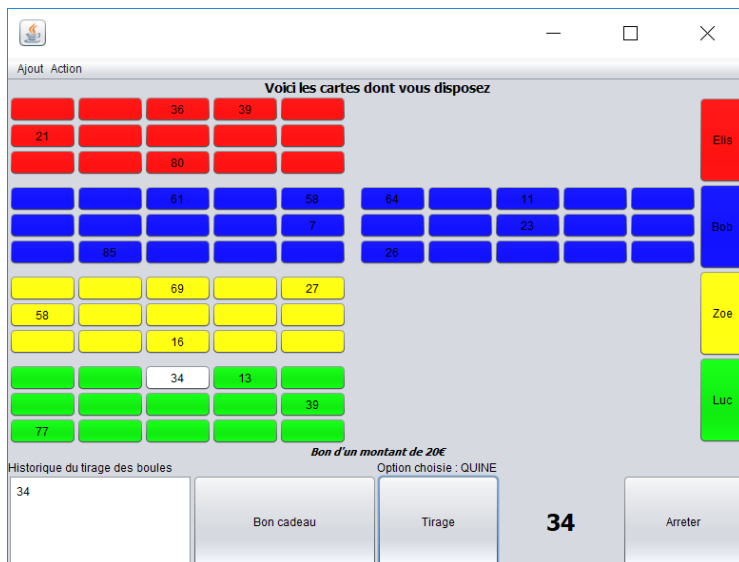 Ajout Action
Voici les cartes dont vous disposez
36 39
21
80
Elis
61 58 64 11
7 23
85 26
Bob
69 27
58
16
Zoe
34 13
39
77
Luc
Bon d'un montant de 20€
Historique du tirage des boules Option choisie : QUINE
34
Bon cadeau Tirage 34 Arreter